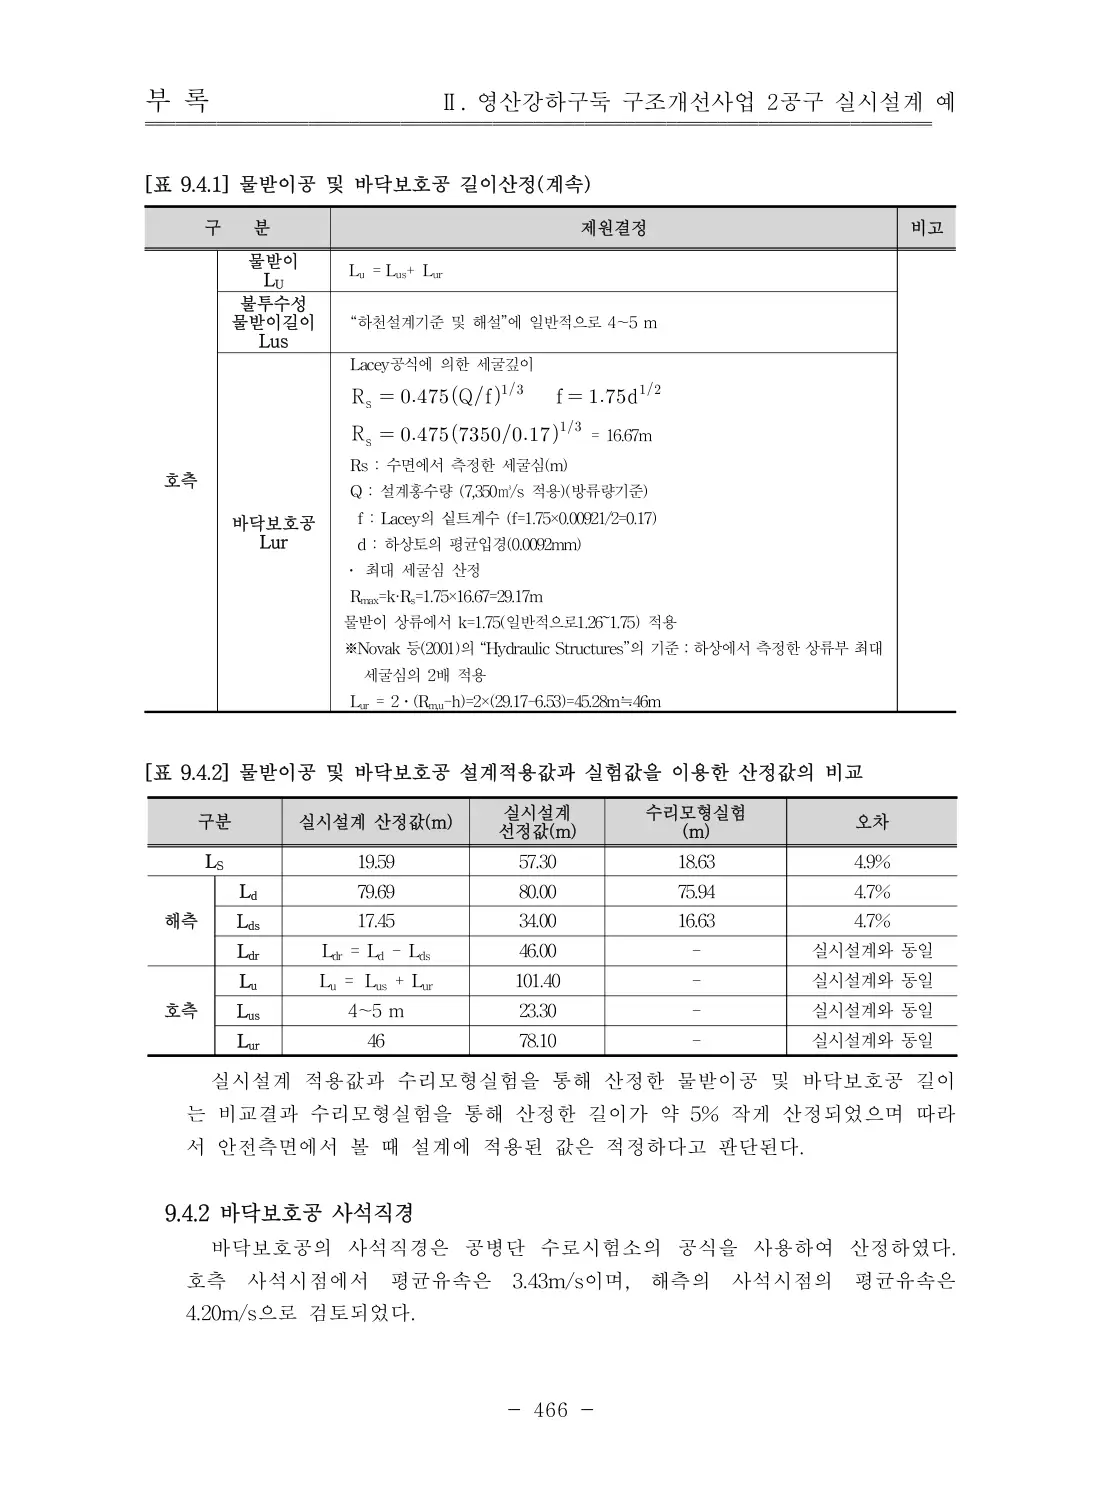 부 록
Ⅱ. 영산강하구둑 구조개선사업 2공구 실시설계 예
[표 9.4.1] 물받이공 및 바닥보호공 길이산정(계속)
구 분 제원결정 비고
호측
물받이
L_U
L_u = L_us+ L_ur
불투수성
물받이길이
Lus
“하천설계기준 및 해설”에 일반적으로 4~5 m
바닥보호공
Lur
Lacey공식에 의한 세굴깊이
R_s = 0.475(Q/f)^1/3 f = 1.75d^1/2
R_s = 0.475(7350/0.17)^1/3 = 16.67m
Rs : 수면에서 측정한 세굴심(m)
Q : 설계홍수량 (7,350㎥/s 적용)(방류량기준)
f : Lacey의 실트계수 (f=1.75×0.00921/2=0.17)
d : 하상토의 평균입경(0.0092mm)
· 최대 세굴심 산정
R_max=k·R_s=1.75×16.67=29.17m
물받이 상류에서 k=1.75(일반적으로1.26~1.75) 적용
※Novak 등(2001)의 “Hydraulic Structures”의 기준 : 하상에서 측정한 상류부 최대
세굴심의 2배 적용
L_ur = 2·(R_m,u-h)=2×(29.17-6.53)=45.28m≒46m
[표 9.4.2] 물받이공 및 바닥보호공 설계적용값과 실험값을 이용한 산정값의 비교
구분 실시설계 산정값(m) 실시설계 선정값(m) 수리모형실험 (m) 오차
L_S 19.59 57.30 18.63 4.9%
해측 L_d 79.69 80.00 75.94 4.7%
L_ds 17.45 34.00 16.63 4.7%
L_dr L_dr = L_d - L_ds 46.00 - 실시설계와 동일
호측 L_u L_u = L_us + L_ur 101.40 - 실시설계와 동일
L_us 4~5 m 23.30 - 실시설계와 동일
L_ur 46 78.10 - 실시설계와 동일
실시설계 적용값과 수리모형실험을 통해 산정한 물받이공 및 바닥보호공 길이
는 비교결과 수리모형실험을 통해 산정한 길이가 약 5% 작게 산정되었으며 따라
서 안전측면에서 볼 때 설계에 적용된 값은 적정하다고 판단된다.
9.4.2 바닥보호공 사석직경
바닥보호공의 사석직경은 공병단 수로시험소의 공식을 사용하여 산정하였다.
호측 사석시점에서 평균유속은 3.43m/s이며, 해측의 사석시점의 평균유속은
4.20m/s으로 검토되었다.
- 466 -